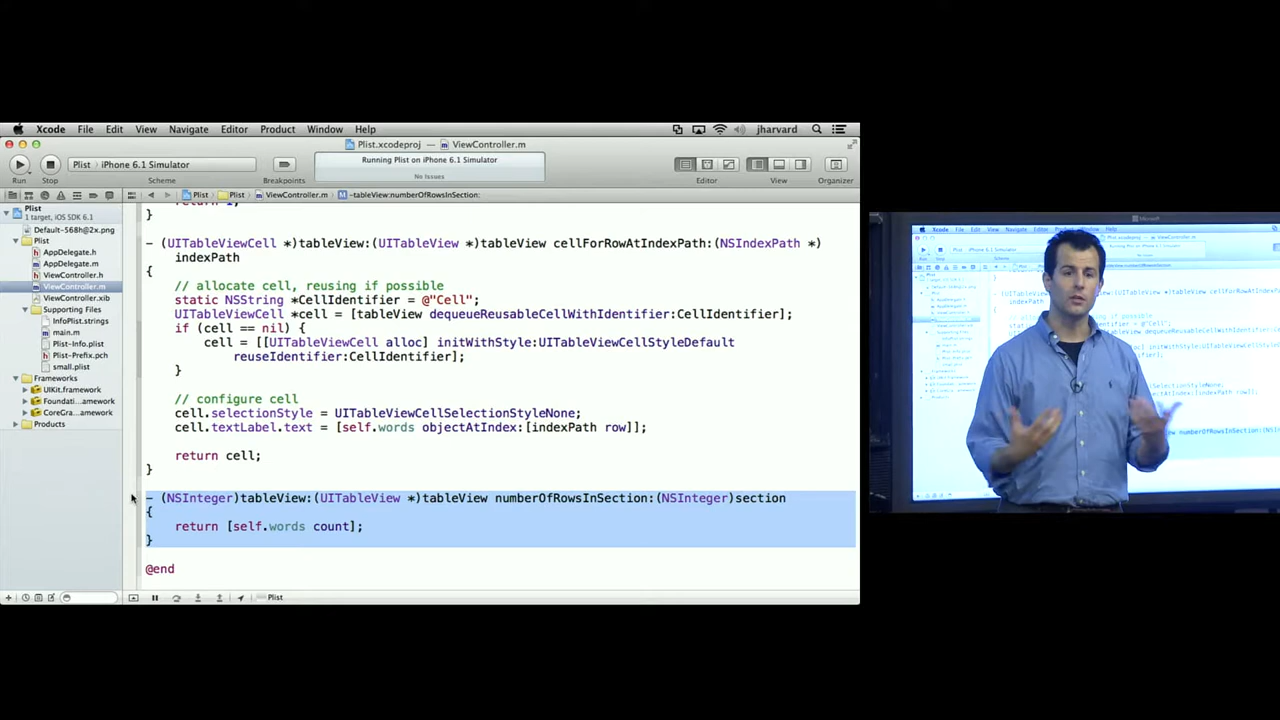 Xcode File Edit View Navigate Editor Product Window Help jharvard
Plist.xcodeproj — ViewController.m
Run Stop
Plist iPhone 6.1 Simulator
Scheme
Breakpoints
Running Plist on iPhone 6.1 Simulator
No Issues
Editor View Organizer
Plist
1 target, iOS SDK 6.1
Default-568h@2x.png
Plist
AppDelegate.h
AppDelegate.m
ViewController.h
ViewController.m
ViewController.xib
Supporting Files
InfoPlist.strings
main.m
Plist-Info.plist
Plist-Prefix.pch
small.plist
Frameworks
UIKit.framework
Founda...amework
CoreGra...amework
Products
Plist Plist ViewController.m M -tableView:numberOfRowsInSection:
}
- (UITableViewCell *)tableView:(UITableView *)tableView cellForRowAtIndexPath:(NSIndexPath *)
indexPath
{
// allocate cell, reusing if possible
static NSString *CellIdentifier = @"Cell";
UITableViewCell *cell = [tableView dequeueReusableCellWithIdentifier:CellIdentifier];
if (cell == nil) {
cell = [[UITableViewCell alloc] initWithStyle:UITableViewCellStyleDefault
reuseIdentifier:CellIdentifier];
}
// configure cell
cell.selectionStyle = UITableViewCellSelectionStyleNone;
cell.textLabel.text = [self.words objectAtIndex:[indexPath row]];
return cell;
}
- (NSInteger)tableView:(UITableView *)tableView numberOfRowsInSection:(NSInteger)section
{
return [self.words count];
}
@end
Plist